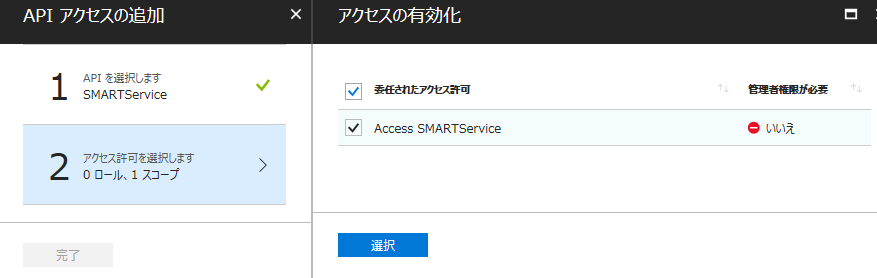 API アクセスの追加
1
API を選択します
SMARTService
2
アクセス許可を選択します
0 ロール、1 スコープ
完了
アクセスの有効化
委任されたアクセス許可
管理者権限が必要
Access SMARTService
いいえ
選択